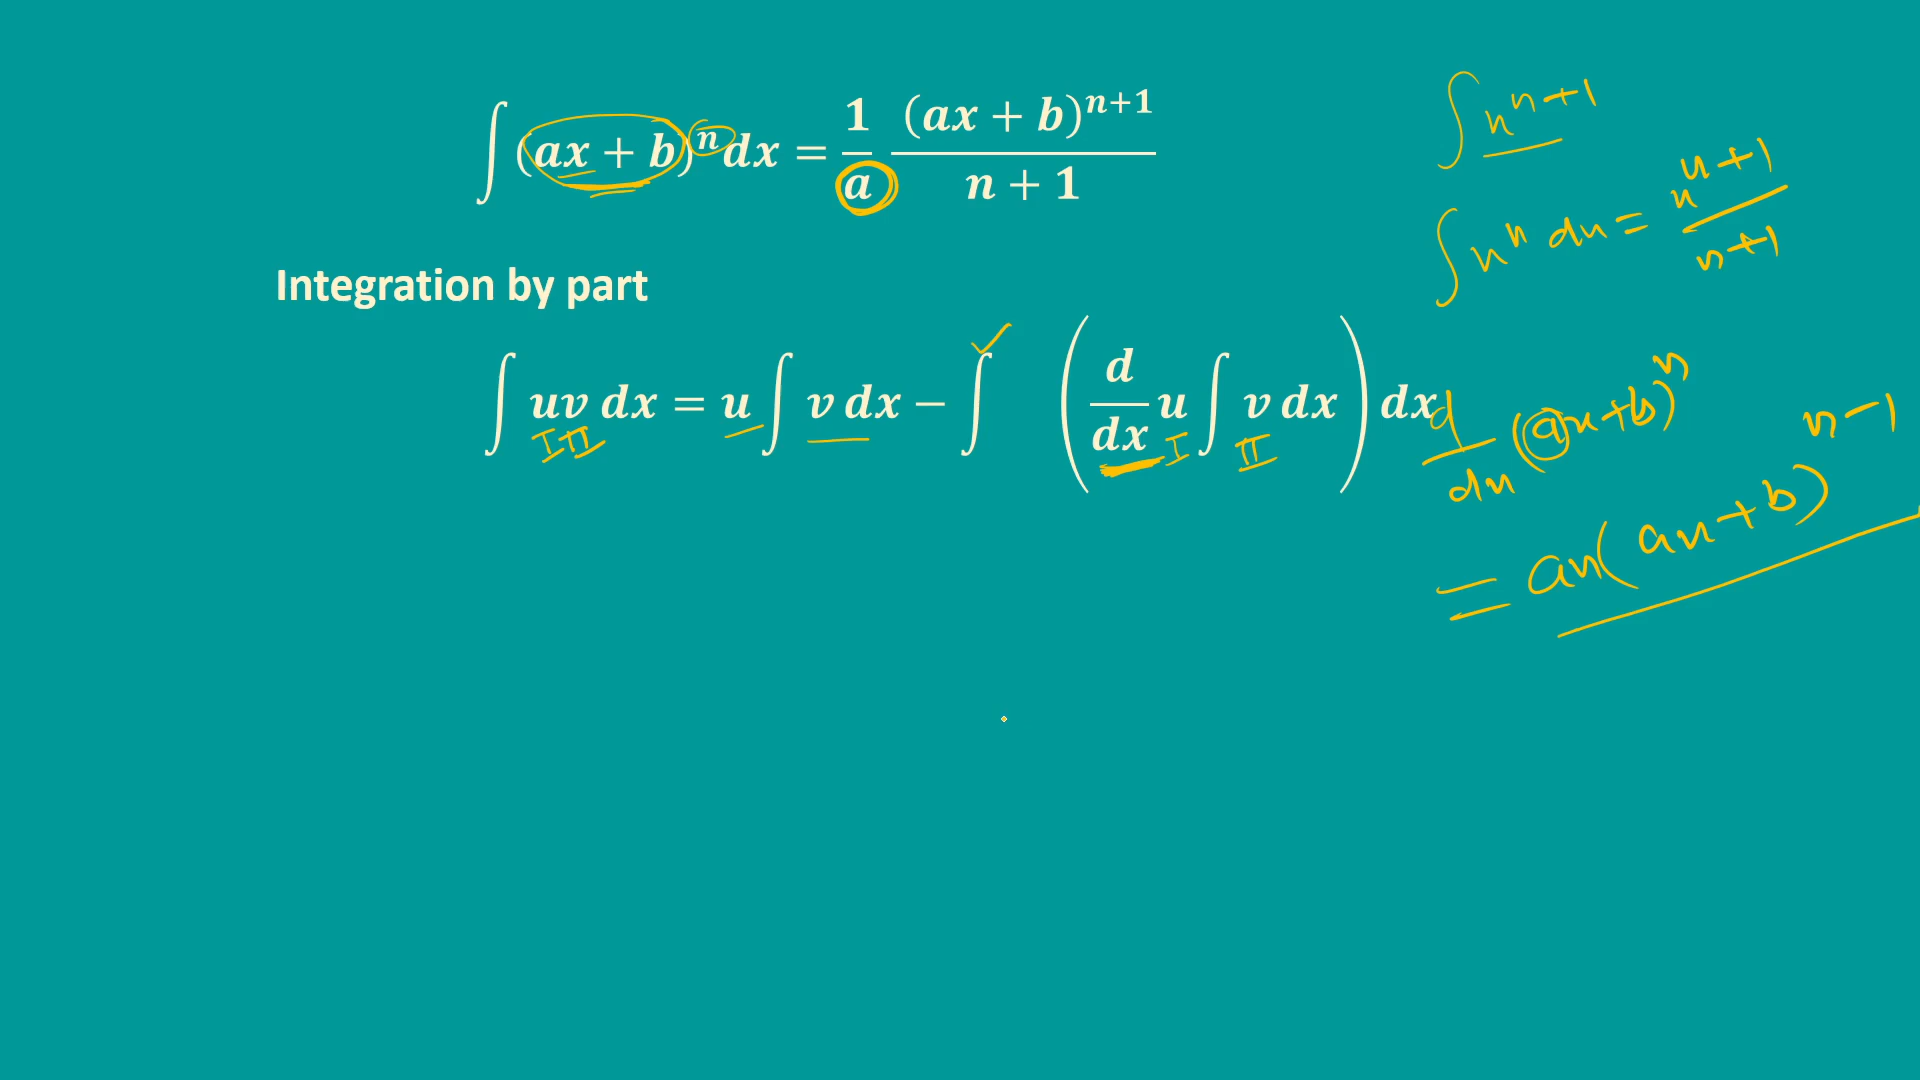 ∫(ax + b)ⁿdx = 1/a (ax + b)ⁿ⁺¹/(n + 1)
∫xⁿ⁺¹
∫xⁿ dx = xⁿ⁺¹/(n+1)
Integration by part
∫ uv dx = u∫ v dx − ∫ (d/dx u∫ v dx) dx
I II I II
d/dx (ax+b)ⁿ
= an(ax+b)ⁿ⁻¹